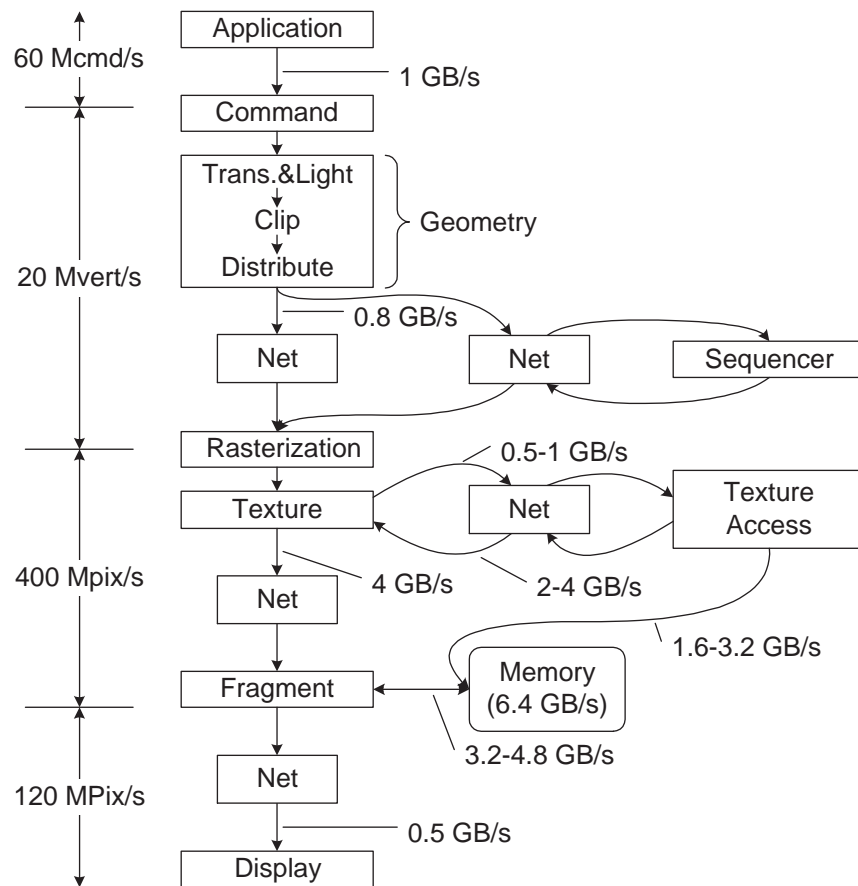 Application
60 Mcmd/s
1 GB/s
Command
Trans.&Light
Clip
Distribute
Geometry
20 Mvert/s
0.8 GB/s
Net
Net
Sequencer
Rasterization
0.5-1 GB/s
Texture
Net
Texture
Access
400 Mpix/s
4 GB/s
2-4 GB/s
Net
1.6-3.2 GB/s
Fragment
Memory
(6.4 GB/s)
3.2-4.8 GB/s
Net
120 MPix/s
0.5 GB/s
Display